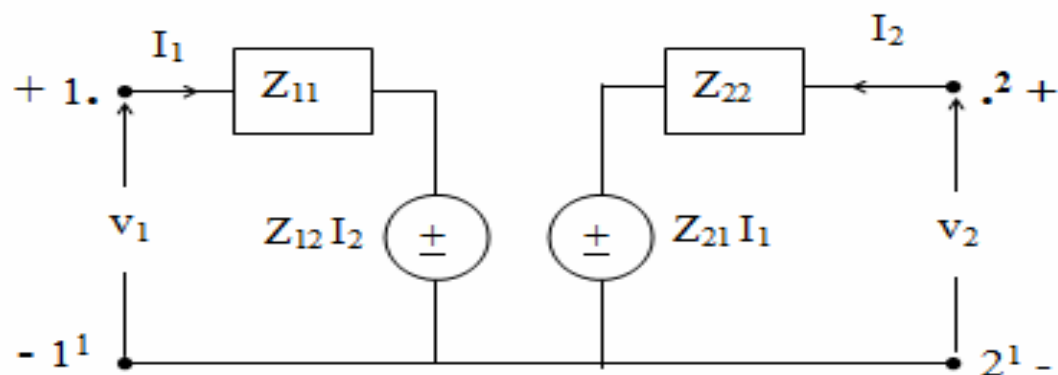 I₁ I₂
+ 1. Z₁₁ Z₂₂ .² +
v₁ Z₁₂ I₂ ± ± Z₂₁ I₁ v₂
- 1¹ 2¹ -